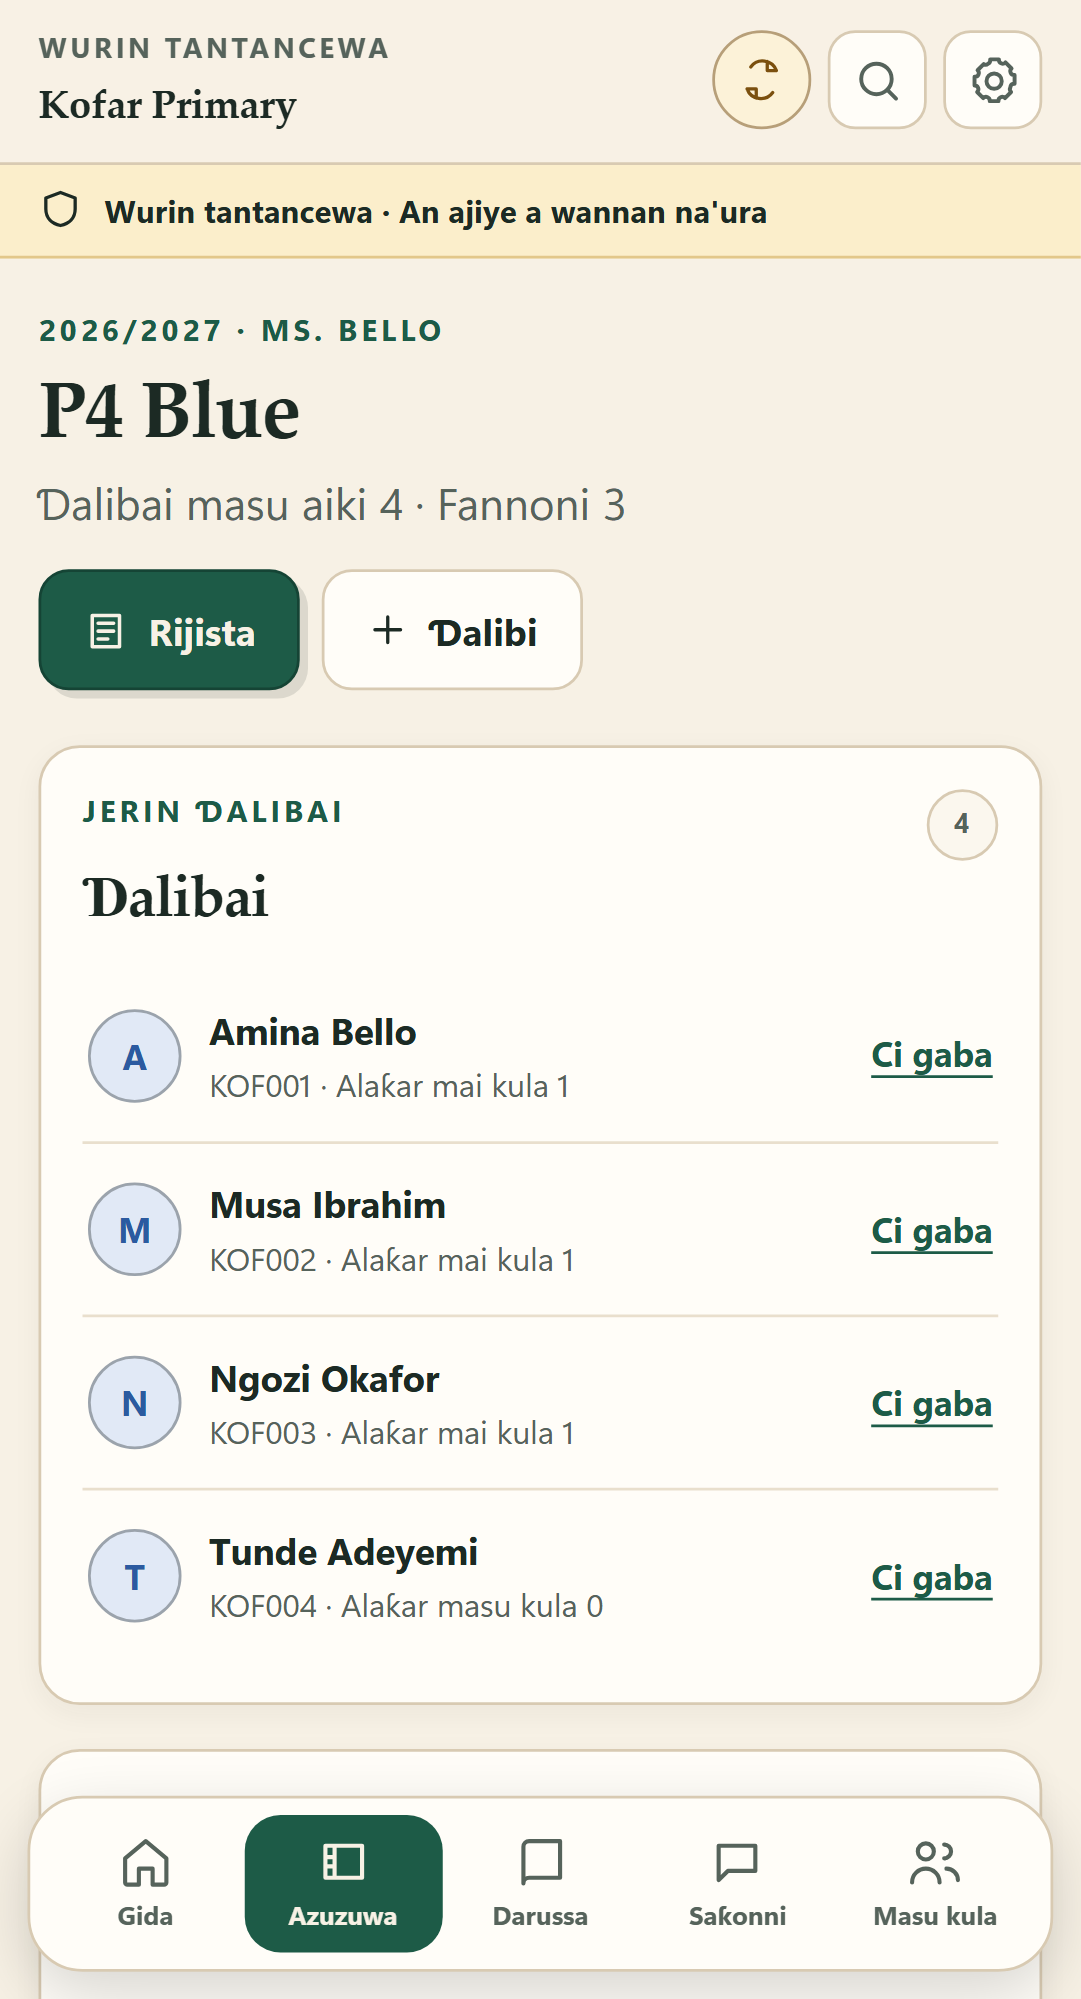 WURIN TANTANCEWA
Kofar Primary
Wurin tantancewa · An ajiye a wannan na'ura
2026/2027 · MS. BELLO
P4 Blue
Ɗalibai masu aiki 4 · Fannoni 3
Rijista
Ɗalibi
JERIN ƊALIBAI
4
Ɗalibai
A
Amina Bello
KOF001 · Alaƙar mai kula 1
Ci gaba
M
Musa Ibrahim
KOF002 · Alaƙar mai kula 1
Ci gaba
N
Ngozi Okafor
KOF003 · Alaƙar mai kula 1
Ci gaba
T
Tunde Adeyemi
KOF004 · Alaƙar masu kula 0
Ci gaba
Gida
Azuzuwa
Darussa
Saƙonni
Masu kula